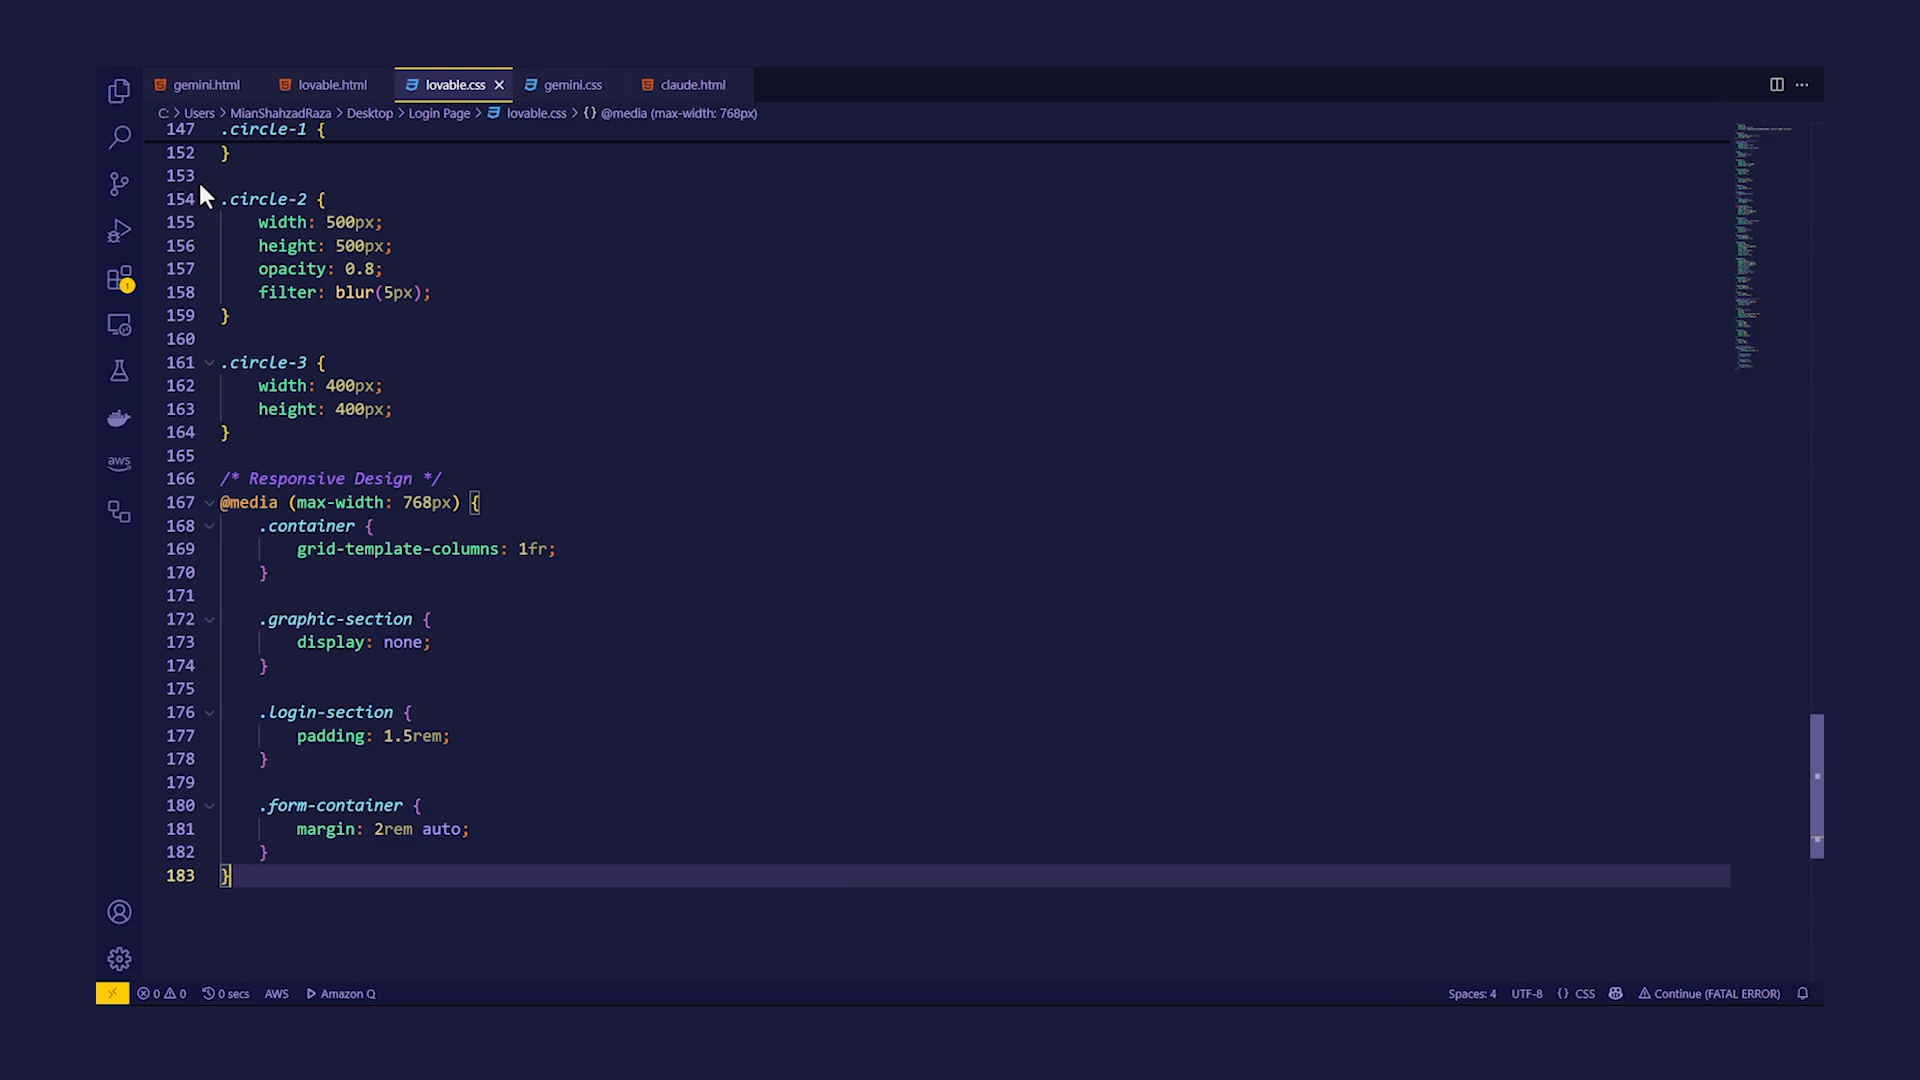 gemini.html lovable.html lovable.css gemini.css claude.html
C: > Users > MianShahzadRaza > Desktop > Login Page > lovable.css > {} @media (max-width: 768px)
147 .circle-1 {
152 }
153
154 .circle-2 {
155 width: 500px;
156 height: 500px;
157 opacity: 0.8;
158 filter: blur(5px);
159 }
160
161 .circle-3 {
162 width: 400px;
163 height: 400px;
164 }
165
166 /* Responsive Design */
167 @media (max-width: 768px) {
168 .container {
169 grid-template-columns: 1fr;
170 }
171
172 .graphic-section {
173 display: none;
174 }
175
176 .login-section {
177 padding: 1.5rem;
178 }
179
180 .form-container {
181 margin: 2rem auto;
182 }
183 }
1
aws
0 0 0 secs AWS Amazon Q Spaces: 4 UTF-8 {} CSS Continue (FATAL ERROR)